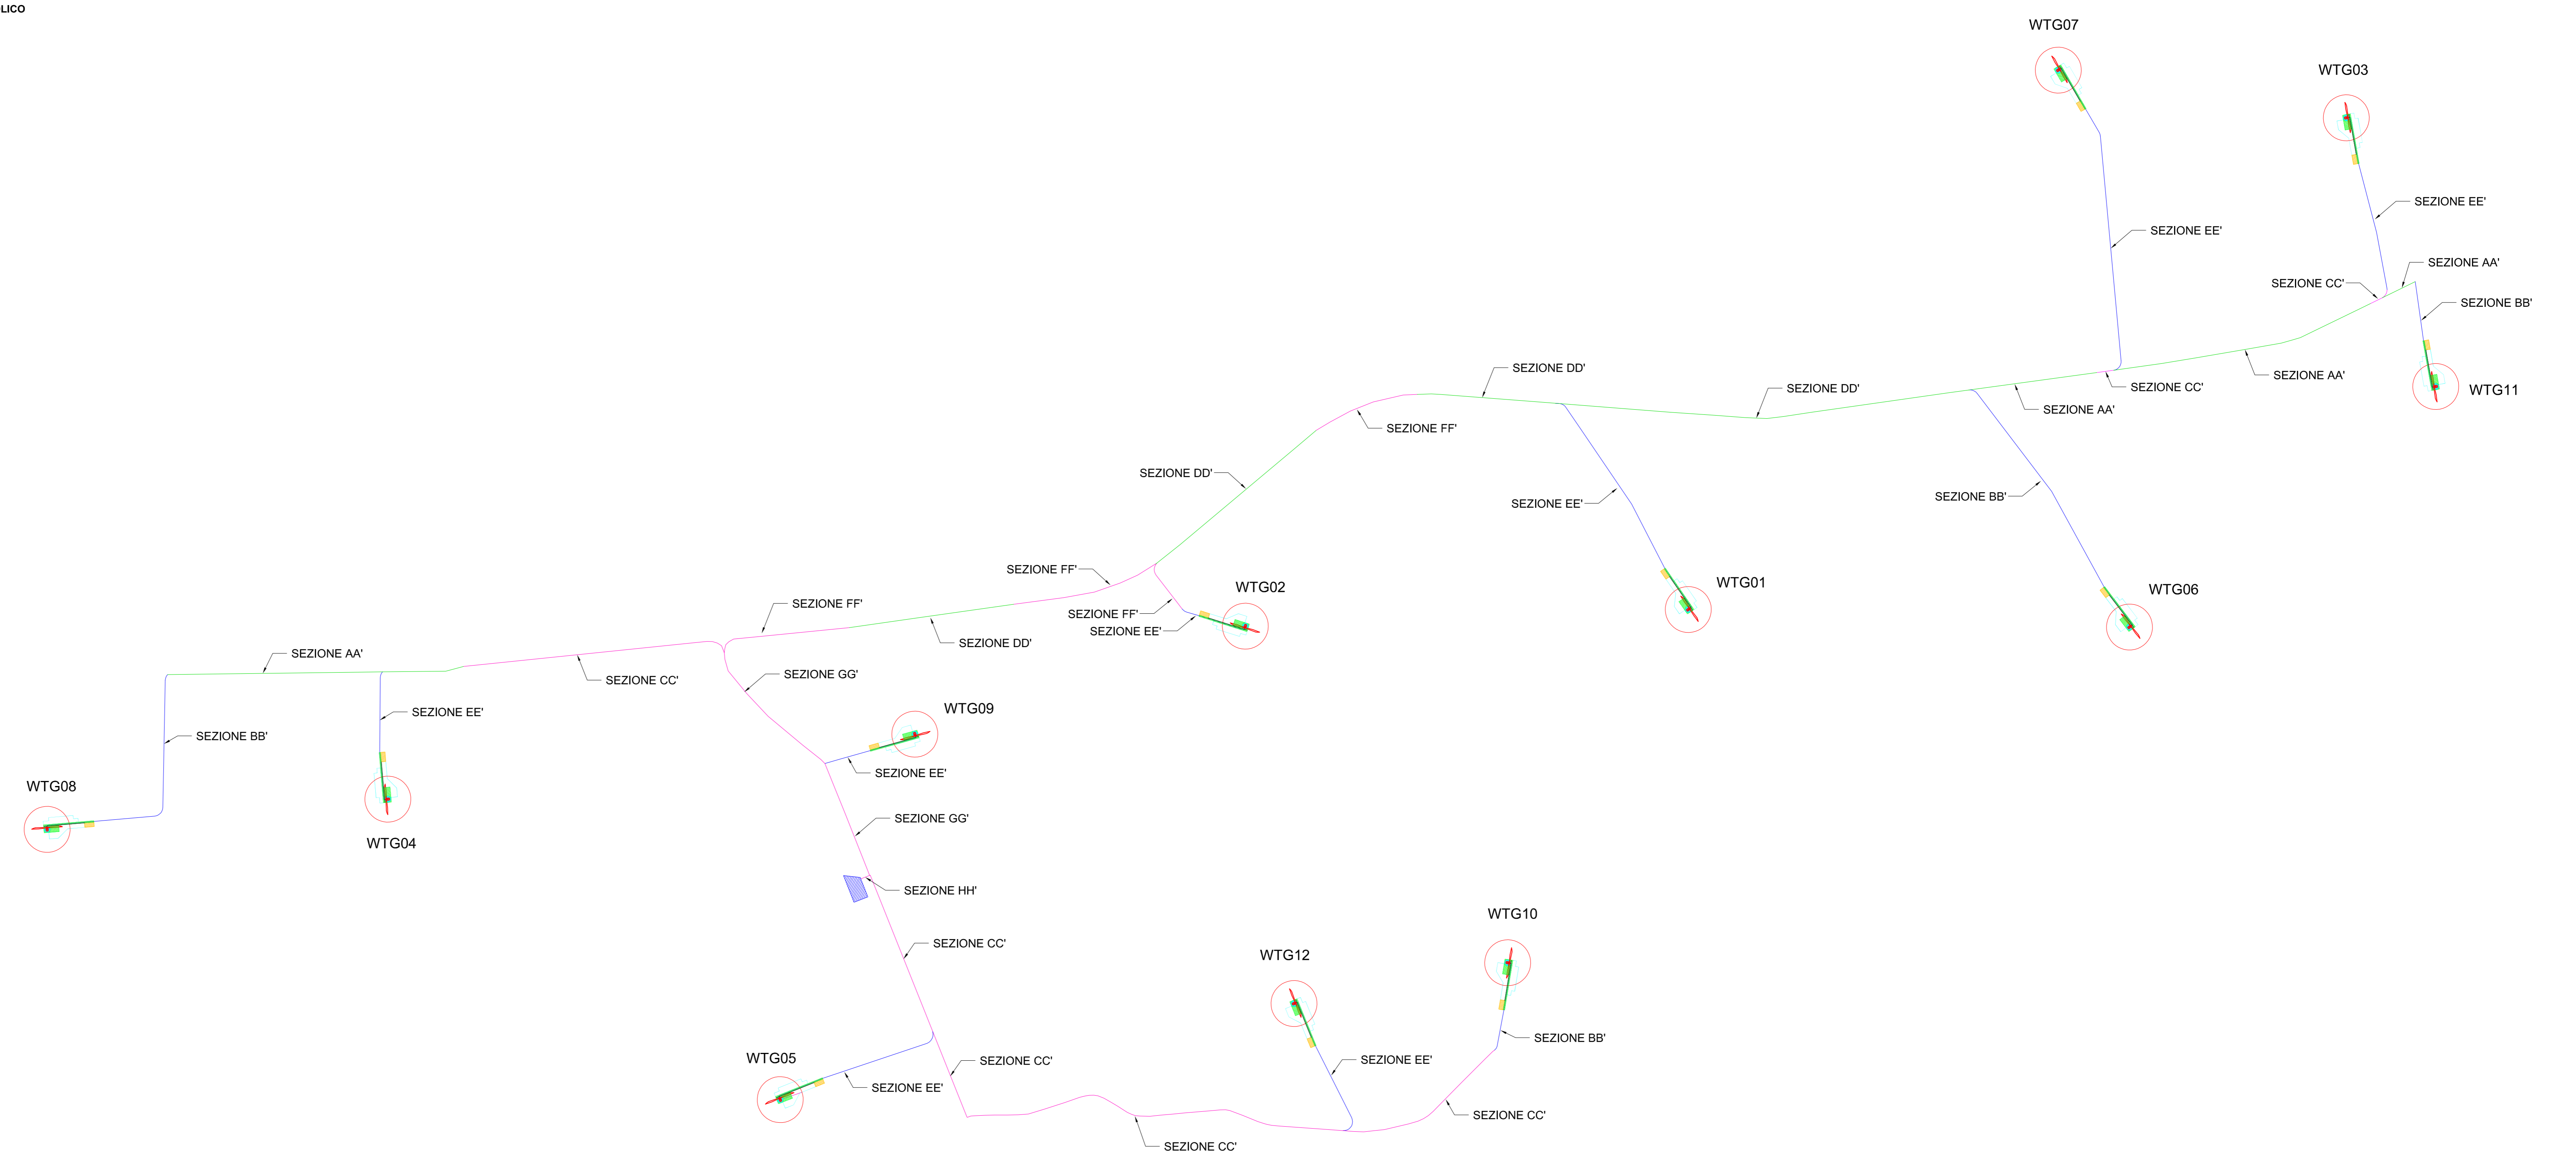 LICO
WTG07
WTG03
SEZIONE EE'
SEZIONE EE'
SEZIONE AA'
SEZIONE CC'
SEZIONE BB'
SEZIONE DD'
SEZIONE AA'
SEZIONE DD'
SEZIONE CC'
WTG11
SEZIONE AA'
SEZIONE FF'
SEZIONE DD'
SEZIONE BB'
SEZIONE EE'
SEZIONE FF'
WTG01
WTG02
WTG06
SEZIONE FF'
SEZIONE FF'
SEZIONE EE'
SEZIONE DD'
SEZIONE AA'
SEZIONE GG'
SEZIONE CC'
WTG09
SEZIONE EE'
SEZIONE BB'
SEZIONE EE'
WTG08
SEZIONE GG'
WTG04
SEZIONE HH'
WTG10
SEZIONE CC'
WTG12
SEZIONE BB'
WTG05
SEZIONE CC'
SEZIONE EE'
SEZIONE EE'
SEZIONE CC'
SEZIONE CC'